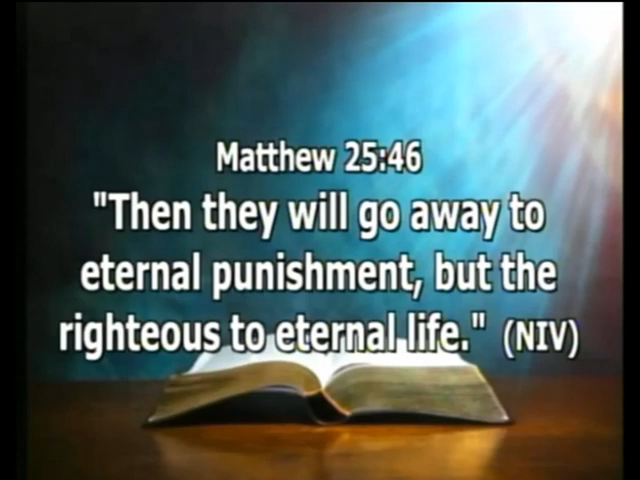 Matthew 25:46
"Then they will go away to
eternal punishment, but the
righteous to eternal life." (NIV)